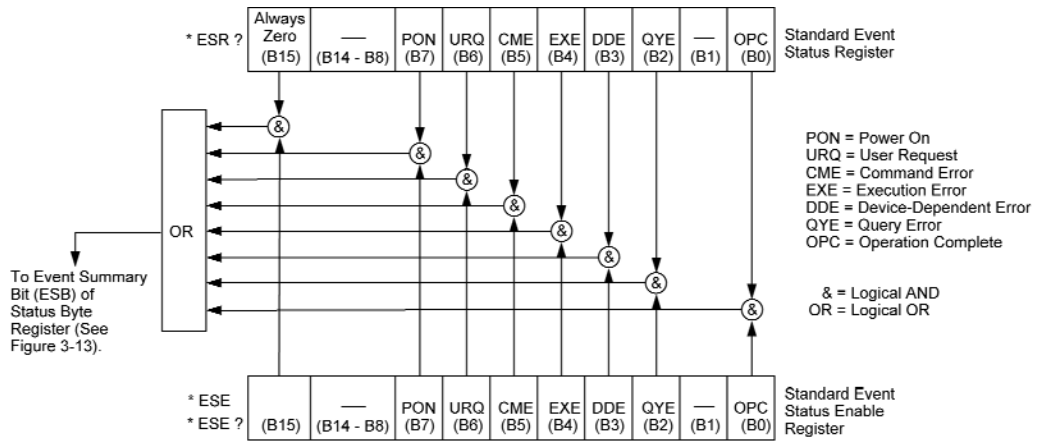 * ESR ?
Always
Zero
(B15)
—
(B14 - B8)
PON
(B7)
URQ
(B6)
CME
(B5)
EXE
(B4)
DDE
(B3)
QYE
(B2)
—
(B1)
OPC
(B0)
Standard Event
Status Register
&
&
&
&
&
&
&
&
OR
To Event Summary
Bit (ESB) of
Status Byte
Register (See
Figure 3-13).
PON = Power On
URQ = User Request
CME = Command Error
EXE = Execution Error
DDE = Device-Dependent Error
QYE = Query Error
OPC = Operation Complete
& = Logical AND
OR = Logical OR
* ESE
* ESE ?
(B15)
—
(B14 - B8)
PON
(B7)
URQ
(B6)
CME
(B5)
EXE
(B4)
DDE
(B3)
QYE
(B2)
—
(B1)
OPC
(B0)
Standard Event
Status Enable
Register